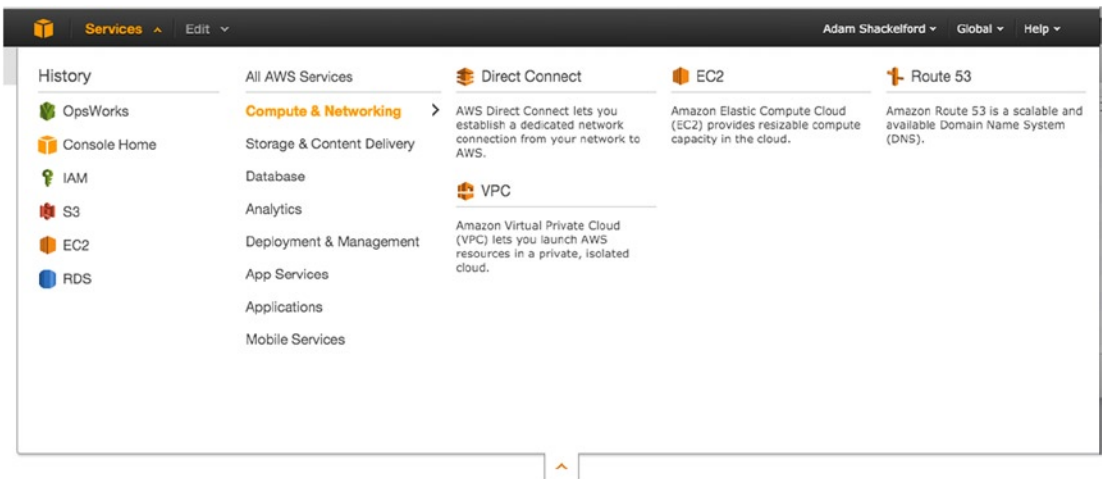 Services Edit Adam Shackelford Global Help
History
OpsWorks
Console Home
IAM
S3
EC2
RDS
All AWS Services
Compute & Networking
Storage & Content Delivery
Database
Analytics
Deployment & Management
App Services
Applications
Mobile Services
Direct Connect
AWS Direct Connect lets you
establish a dedicated network
connection from your network to
AWS.
VPC
Amazon Virtual Private Cloud
(VPC) lets you launch AWS
resources in a private, isolated
cloud.
EC2
Amazon Elastic Compute Cloud
(EC2) provides resizable compute
capacity in the cloud.
Route 53
Amazon Route 53 is a scalable and
available Domain Name System
(DNS).